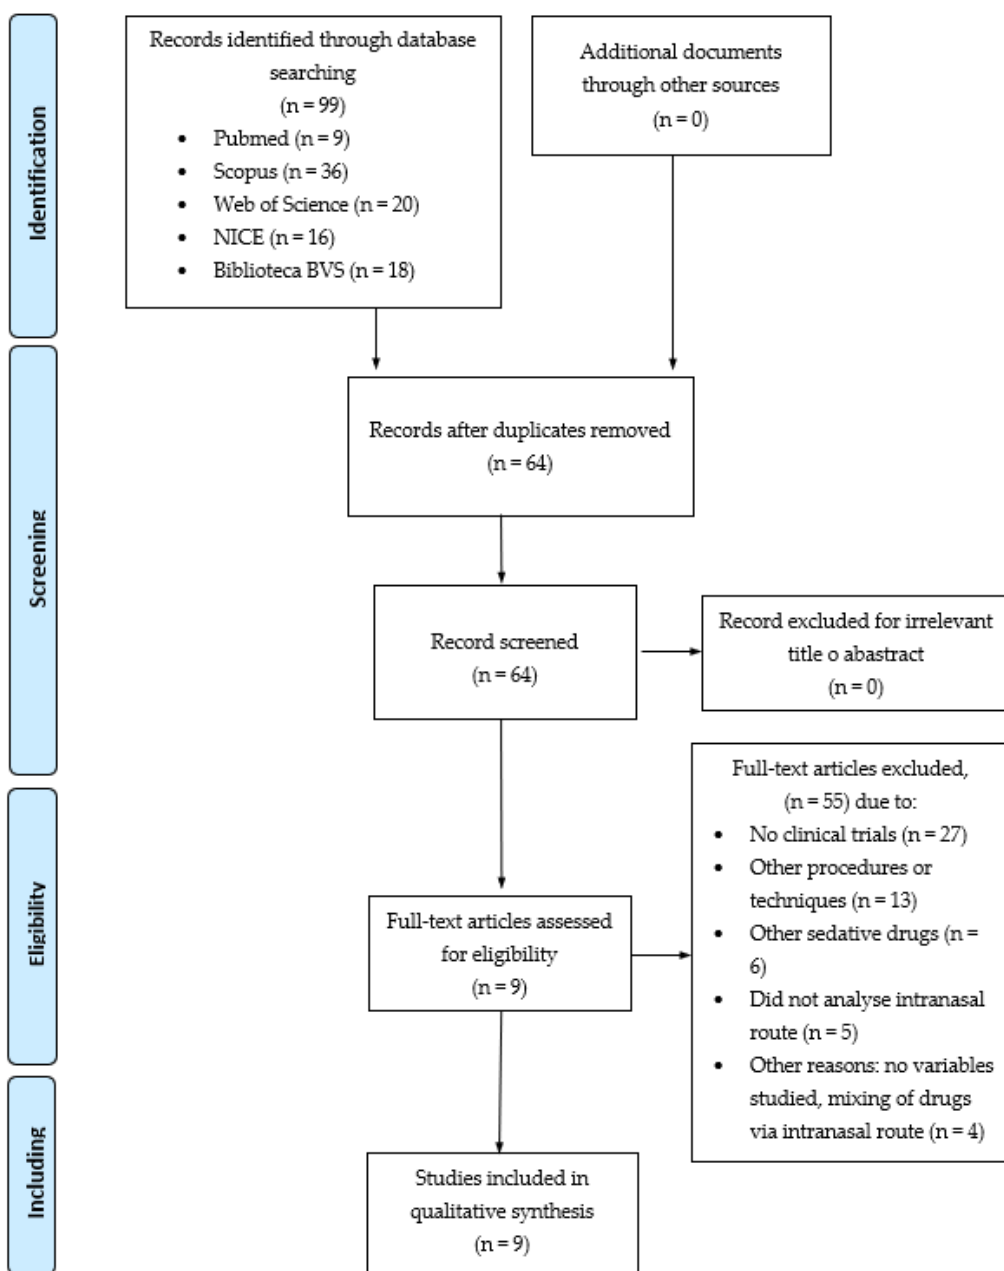 Identification
Records identified through database
searching
(n = 99)
• Pubmed (n = 9)
• Scopus (n = 36)
• Web of Science (n = 20)
• NICE (n = 16)
• Biblioteca BVS (n = 18)
Additional documents
through other sources
(n = 0)
Screening
Records after duplicates removed
(n = 64)
Record screened
(n = 64)
Record excluded for irrelevant
title o abastract
(n = 0)
Eligibility
Full-text articles assessed
for eligibility
(n = 9)
Full-text articles excluded,
(n = 55) due to:
• No clinical trials (n = 27)
• Other procedures or
techniques (n = 13)
• Other sedative drugs (n =
6)
• Did not analyse intranasal
route (n = 5)
• Other reasons: no variables
studied, mixing of drugs
via intranasal route (n = 4)
Including
Studies included in
qualitative synthesis
(n = 9)